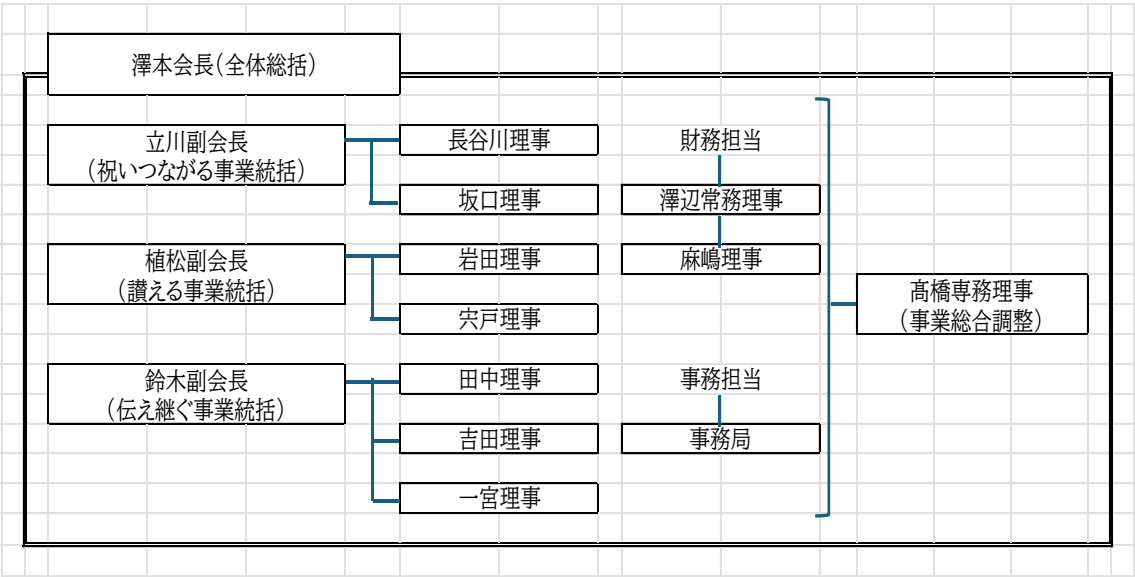 澤本会長（全体総括）
立川副会長
（祝いつながる事業統括）
長谷川理事
坂口理事
植松副会長
（讃える事業統括）
岩田理事
宍戸理事
鈴木副会長
（伝え継ぐ事業統括）
田中理事
吉田理事
一宮理事
財務担当
澤辺常務理事
麻嶋理事
事務担当
事務局
髙橋専務理事
（事業総合調整）